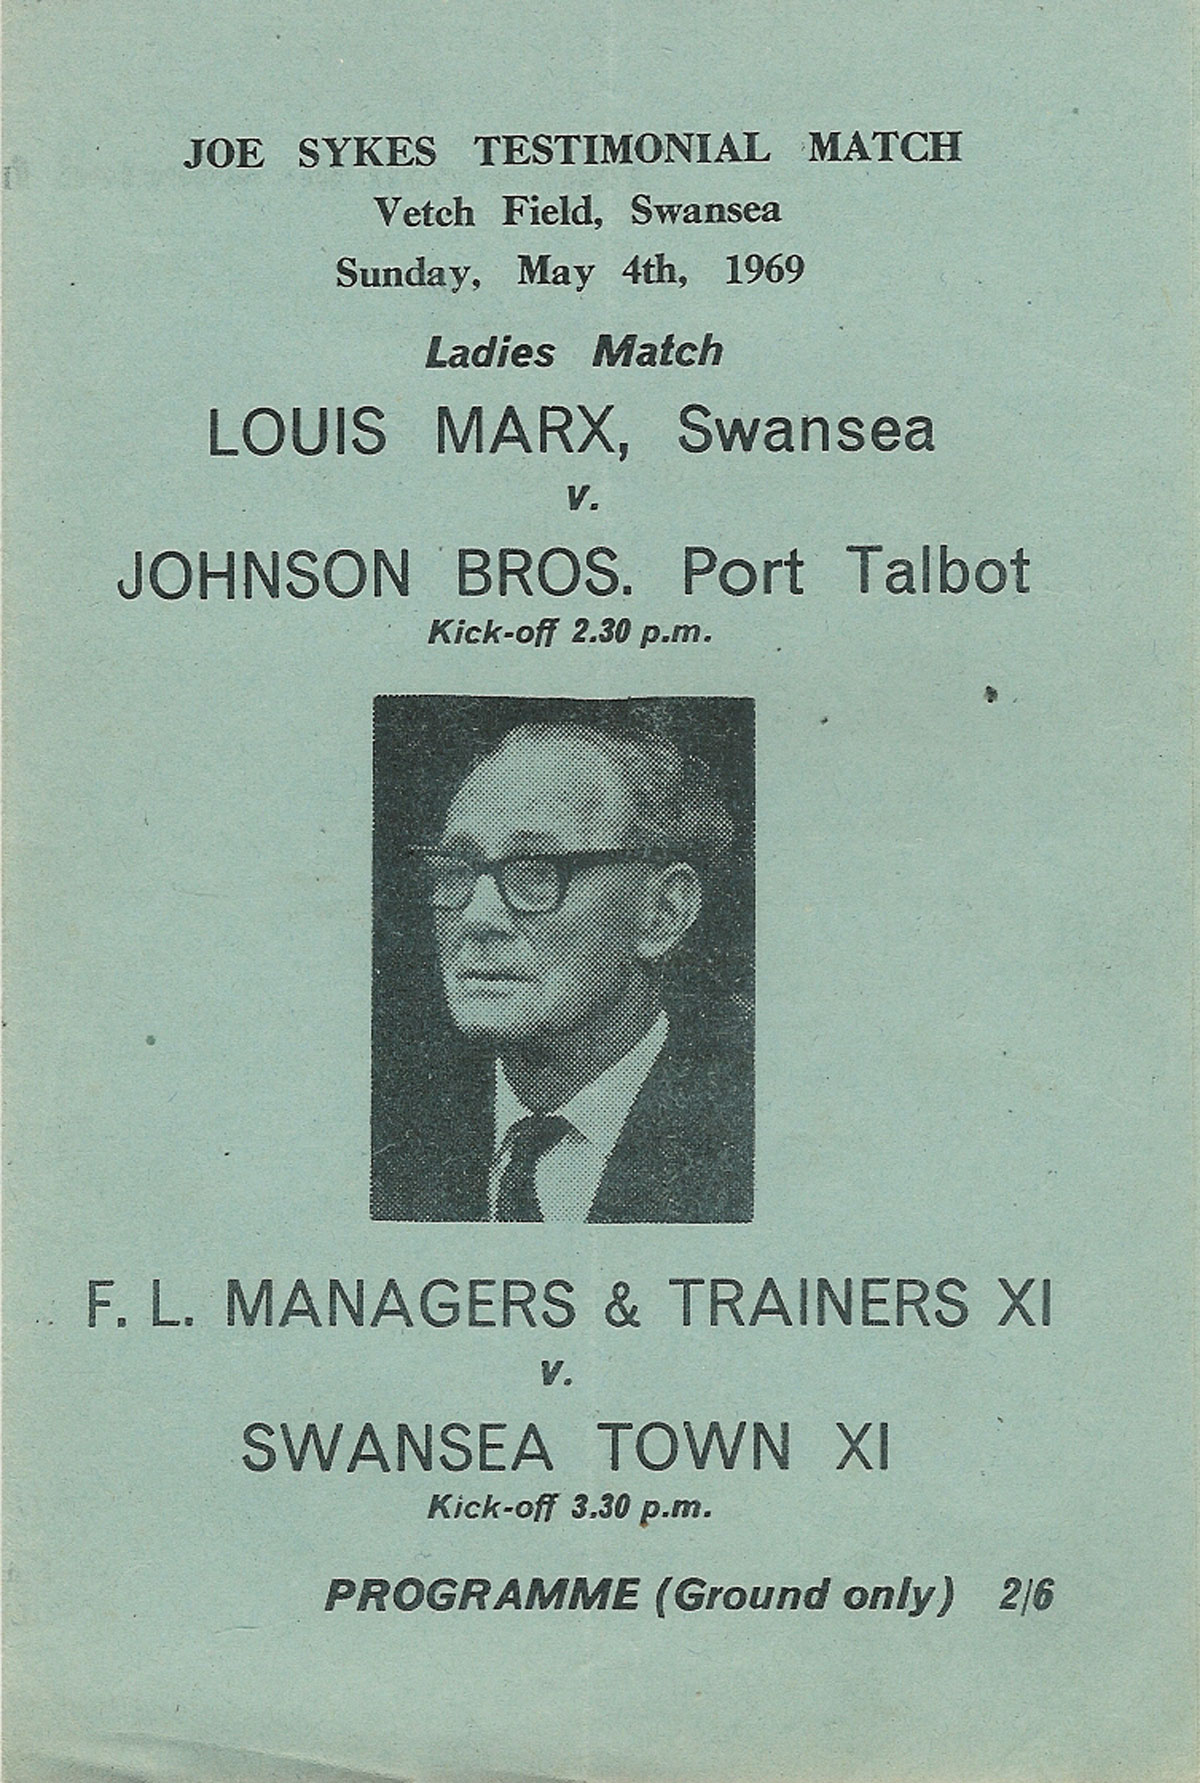 JOE SYKES TESTIMONIAL MATCH
Vetch Field, Swansea
Sunday, May 4th, 1969
Ladies Match
LOUIS MARX, Swansea
v.
JOHNSON BROS. Port Talbot
Kick-off 2.30 p.m.
F. L. MANAGERS & TRAINERS XI
v.
SWANSEA TOWN XI
Kick-off 3.30 p.m.
PROGRAMME (Ground only) 2/6